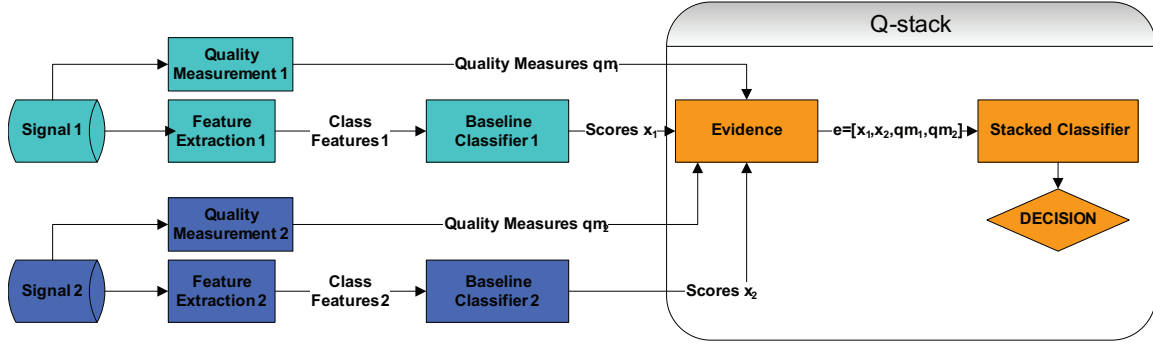 Q-stack
Quality
Measurement 1
Quality Measures qm₁
Signal 1
Feature
Extraction 1
Class
Features 1
Baseline
Classifier 1
Scores x₁
Evidence
e=[x₁,x₂,qm₁,qm₂]
Stacked Classifier
DECISION
Quality
Measurement 2
Quality Measures qm₂
Signal 2
Feature
Extraction 2
Class
Features 2
Baseline
Classifier 2
Scores x₂